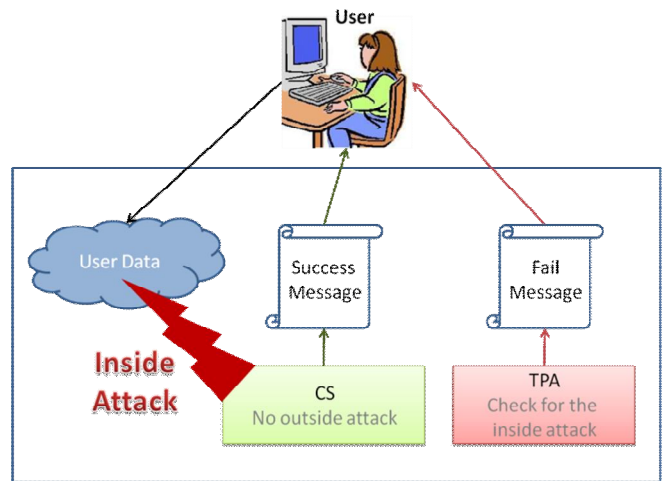 User
User Data
Success
Message
Fail
Message
Inside
Attack
CS
No outside attack
TPA
Check for the
inside attack